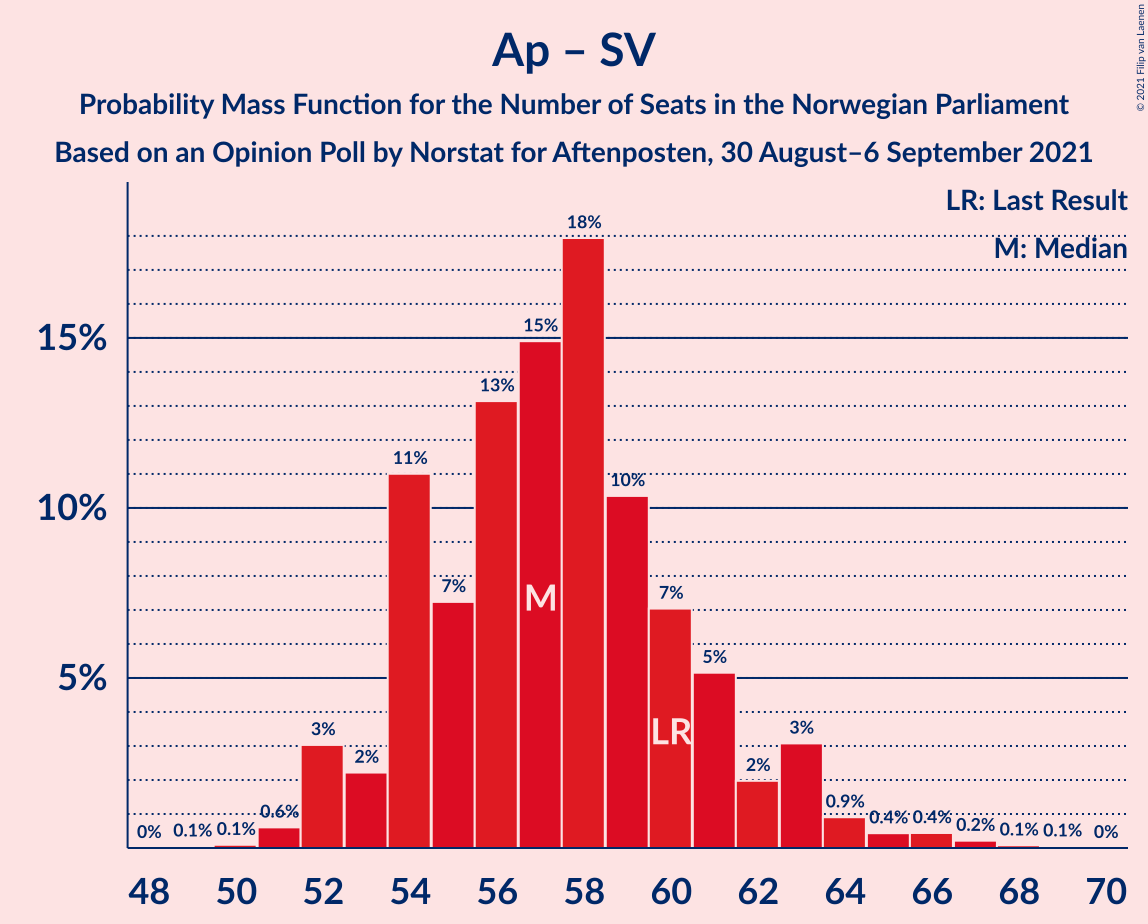 Ap – SV
Probability Mass Function for the Number of Seats in the Norwegian Parliament
Based on an Opinion Poll by Norstat for Aftenposten, 30 August–6 September 2021
© 2021 Filip van Laenen
LR: Last Result
M: Median
15%
10%
5%
0%
0.1%
0.1%
0.6%
3%
2%
11%
7%
13%
15%
18%
10%
7%
5%
2%
3%
0.9%
0.4%
0.4%
0.2%
0.1%
0.1%
0%
M
LR
48 50 52 54 56 58 60 62 64 66 68 70